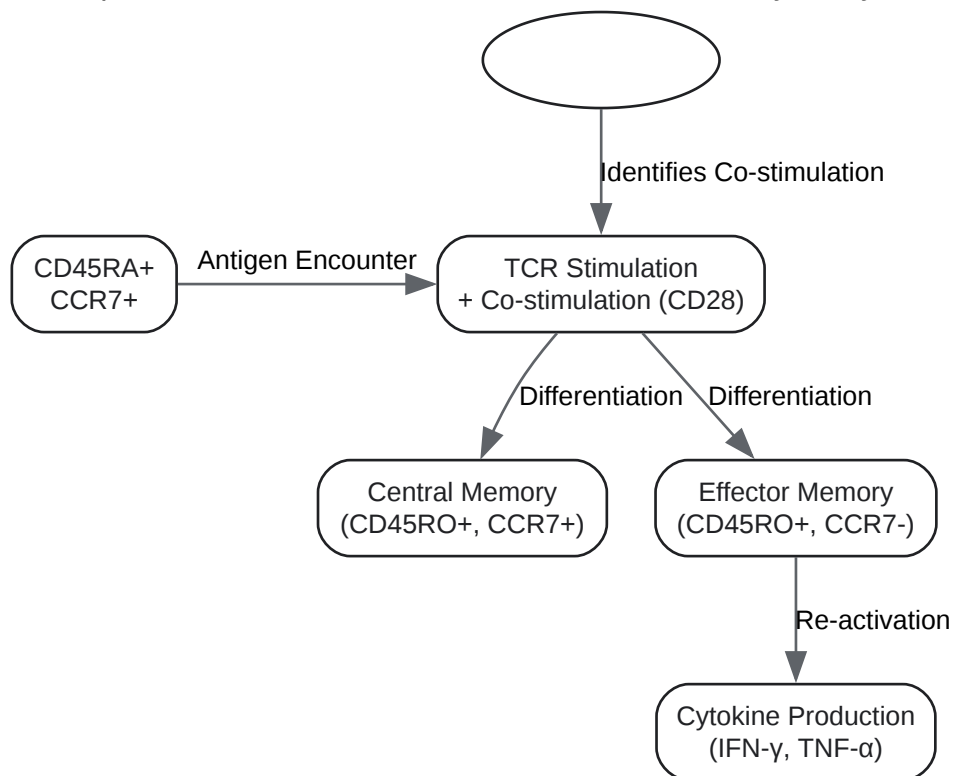 Identifies Co-stimulation
CD45RA+
CCR7+
Antigen Encounter
TCR Stimulation
+ Co-stimulation (CD28)
Differentiation
Differentiation
Central Memory
(CD45RO+, CCR7+)
Effector Memory
(CD45RO+, CCR7-)
Re-activation
Cytokine Production
(IFN-γ, TNF-α)